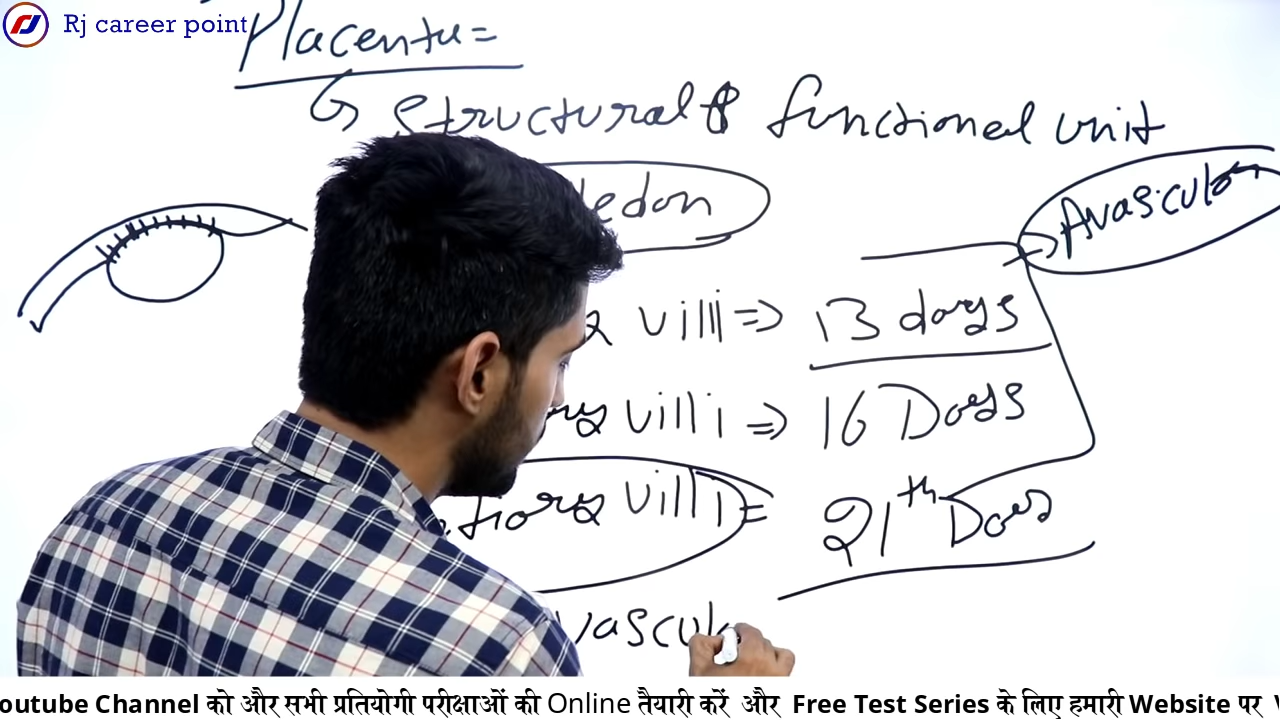 Rj career point
Placenta =
↳ structural & functional unit
edon
Avascular
villi => 13 days
villi => 16 Days
villi = 21th Days
vascul
outube Channel को और सभी प्रतियोगी परीक्षाओं की Online तैयारी करें और Free Test Series के लिए हमारी Website पर